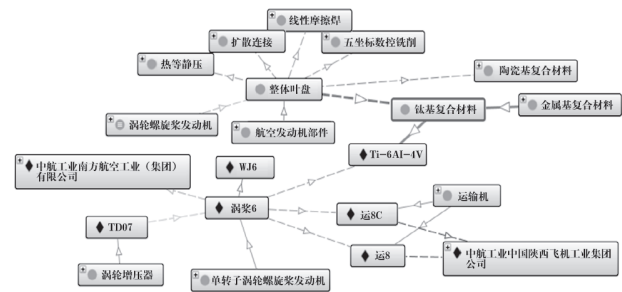 线性摩擦焊
扩散连接
五坐标数控铣削
热等静压
陶瓷基复合材料
整体叶盘
钛基复合材料
金属基复合材料
涡轮螺旋桨发动机
航空发动机部件
Ti-6AI-4V
中航工业南方航空工业（集团）
有限公司
WJ6
运输机
涡桨6
运8C
TD07
运8
中航工业中国陕西飞机工业集团
公司
涡轮增压器
单转子涡轮螺旋桨发动机